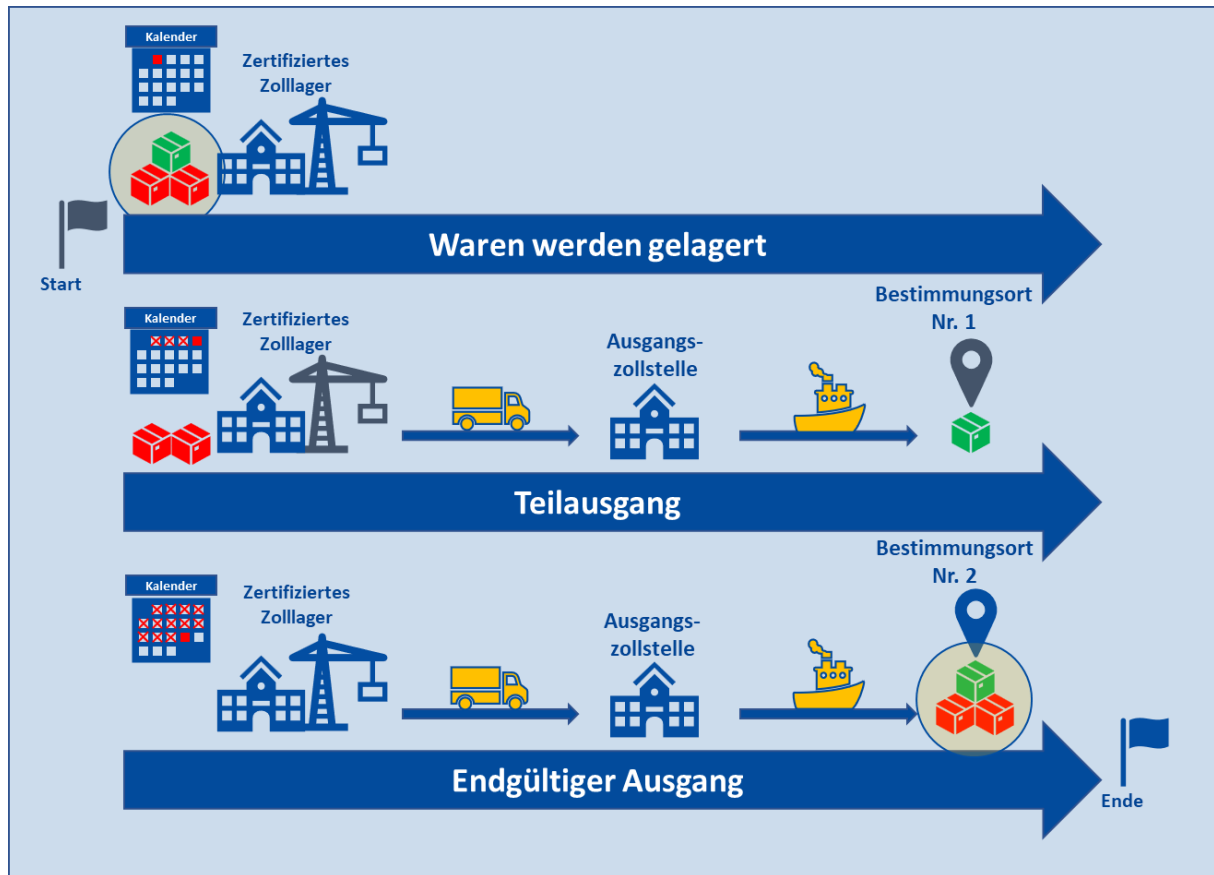 Kalender
Zertifiziertes
Zolllager
Waren werden gelagert
Start
Kalender
Zertifiziertes
Zolllager
Ausgangs-
zollstelle
Bestimmungsort
Nr. 1
Teilausgang
Kalender
Zertifiziertes
Zolllager
Ausgangs-
zollstelle
Bestimmungsort
Nr. 2
Endgültiger Ausgang
Ende